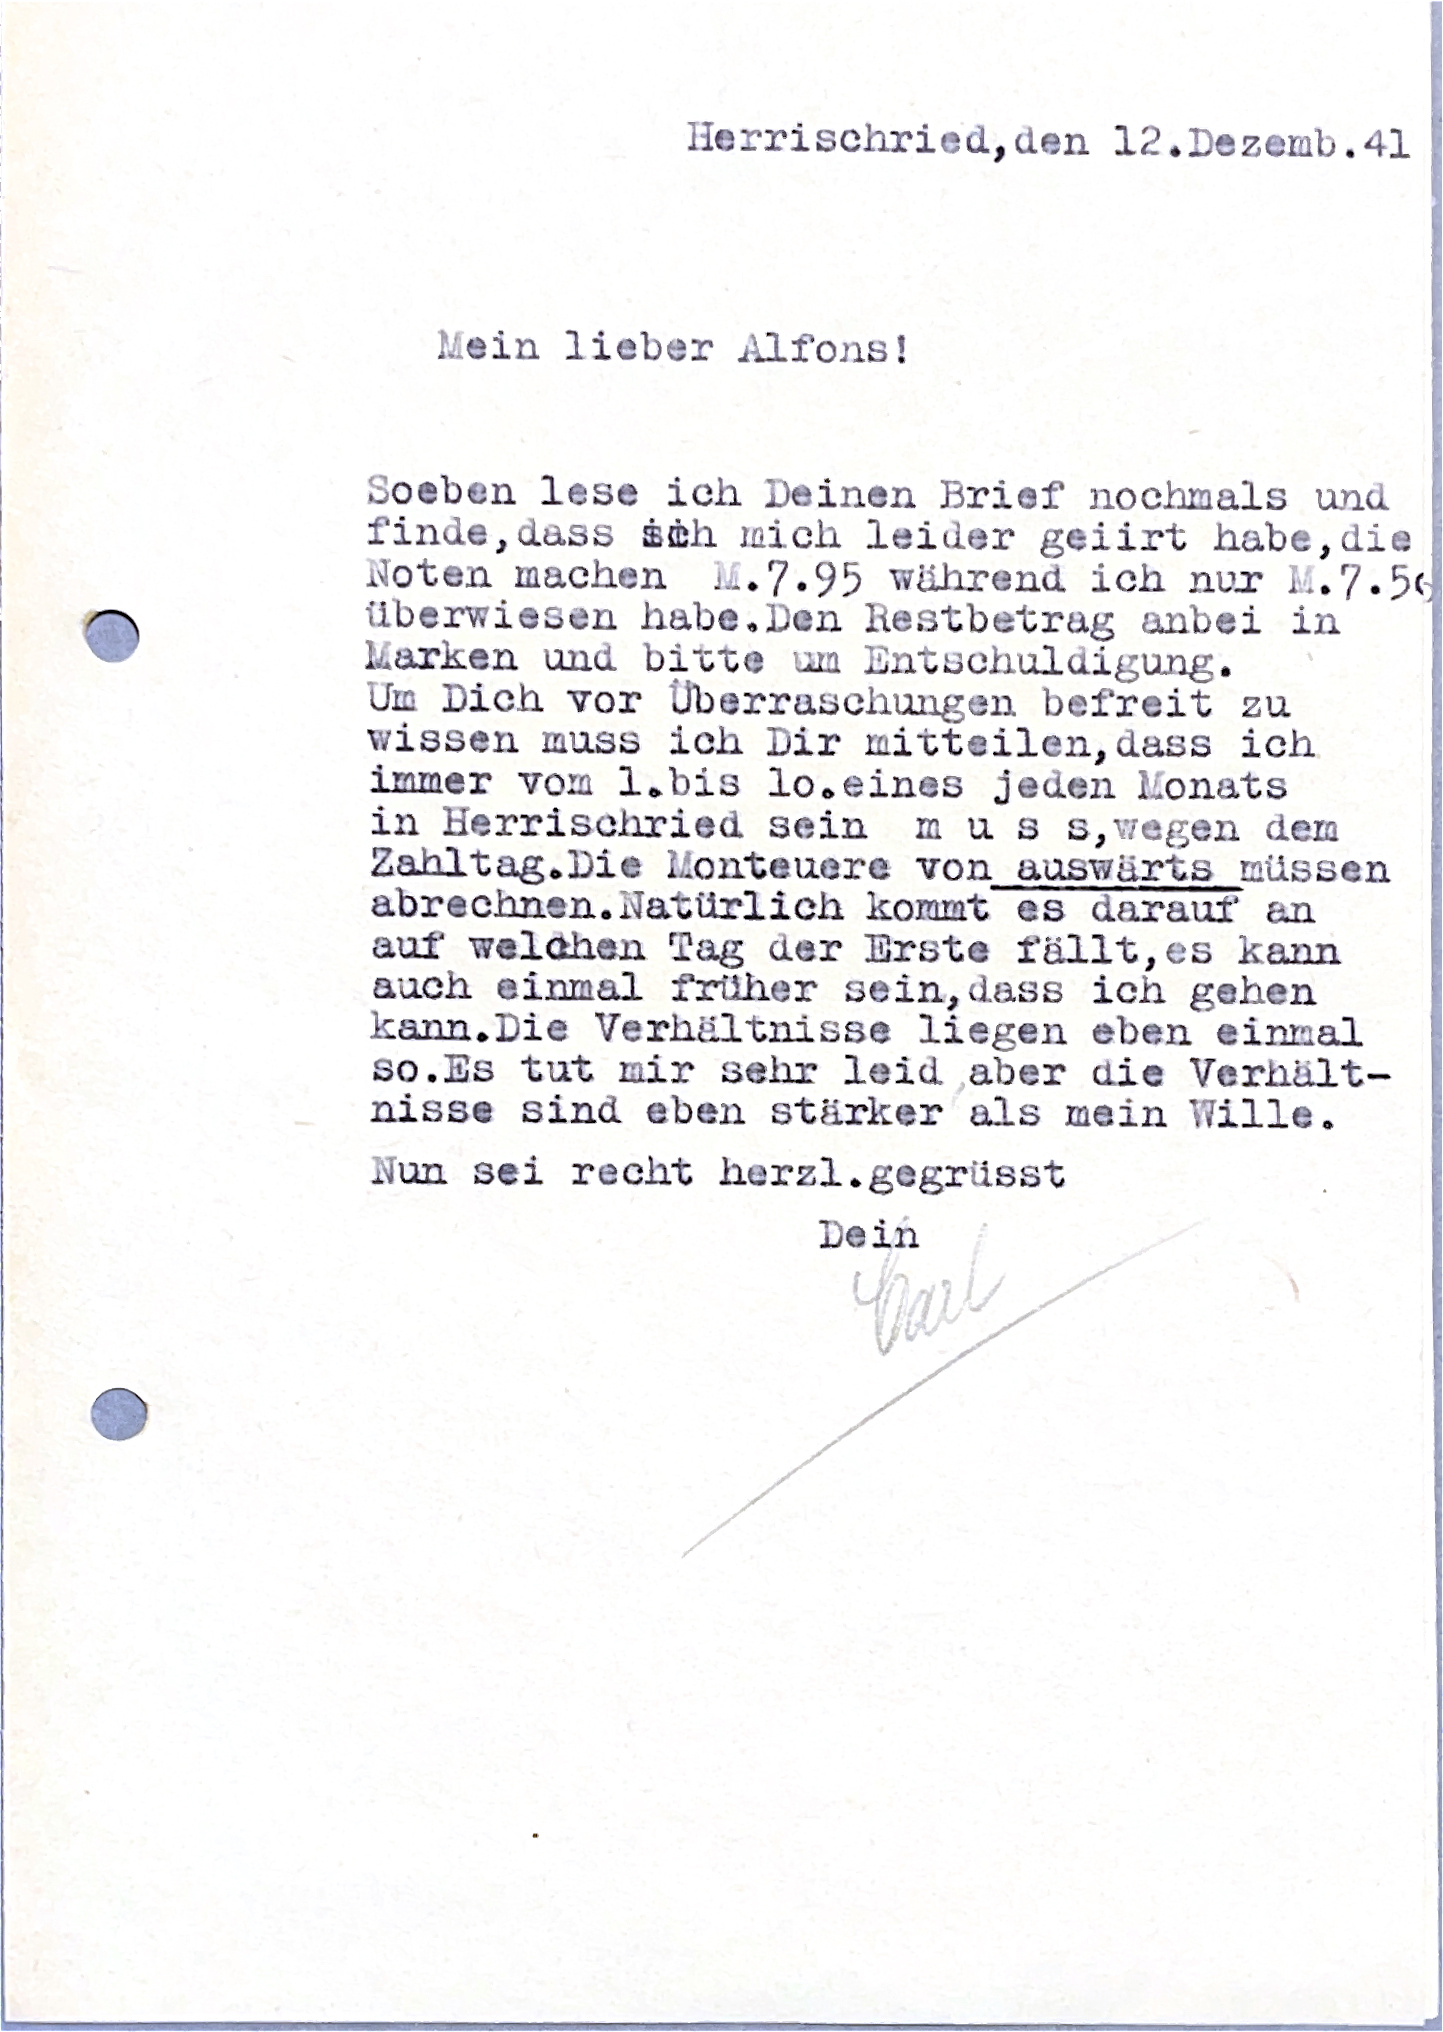 Herrischried,den 12.Dezemb.41
Mein lieber Alfons!
Soeben lese ich Deinen Brief nochmals und
finde,dass ich mich leider geiirt habe,die
Noten machen M.7.95 während ich nur M.7.50
überwiesen habe.Den Restbetrag anbei in
Marken und bitte um Entschuldigung.
Um Dich vor Überraschungen befreit zu
wissen muss ich Dir mitteilen,dass ich
immer vom 1.bis lo.eines jeden Monats
in Herrischried sein m u s s,wegen dem
Zahltag.Die Monteuere von auswärts müssen
abrechnen.Natürlich kommt es darauf an
auf welchen Tag der Erste fällt,es kann
auch einmal früher sein,dass ich gehen
kann.Die Verhältnisse liegen eben einmal
so.Es tut mir sehr leid,aber die Verhält-
nisse sind eben stärker als mein Wille.
Nun sei recht herzl.gegrüsst
Dein
Carl